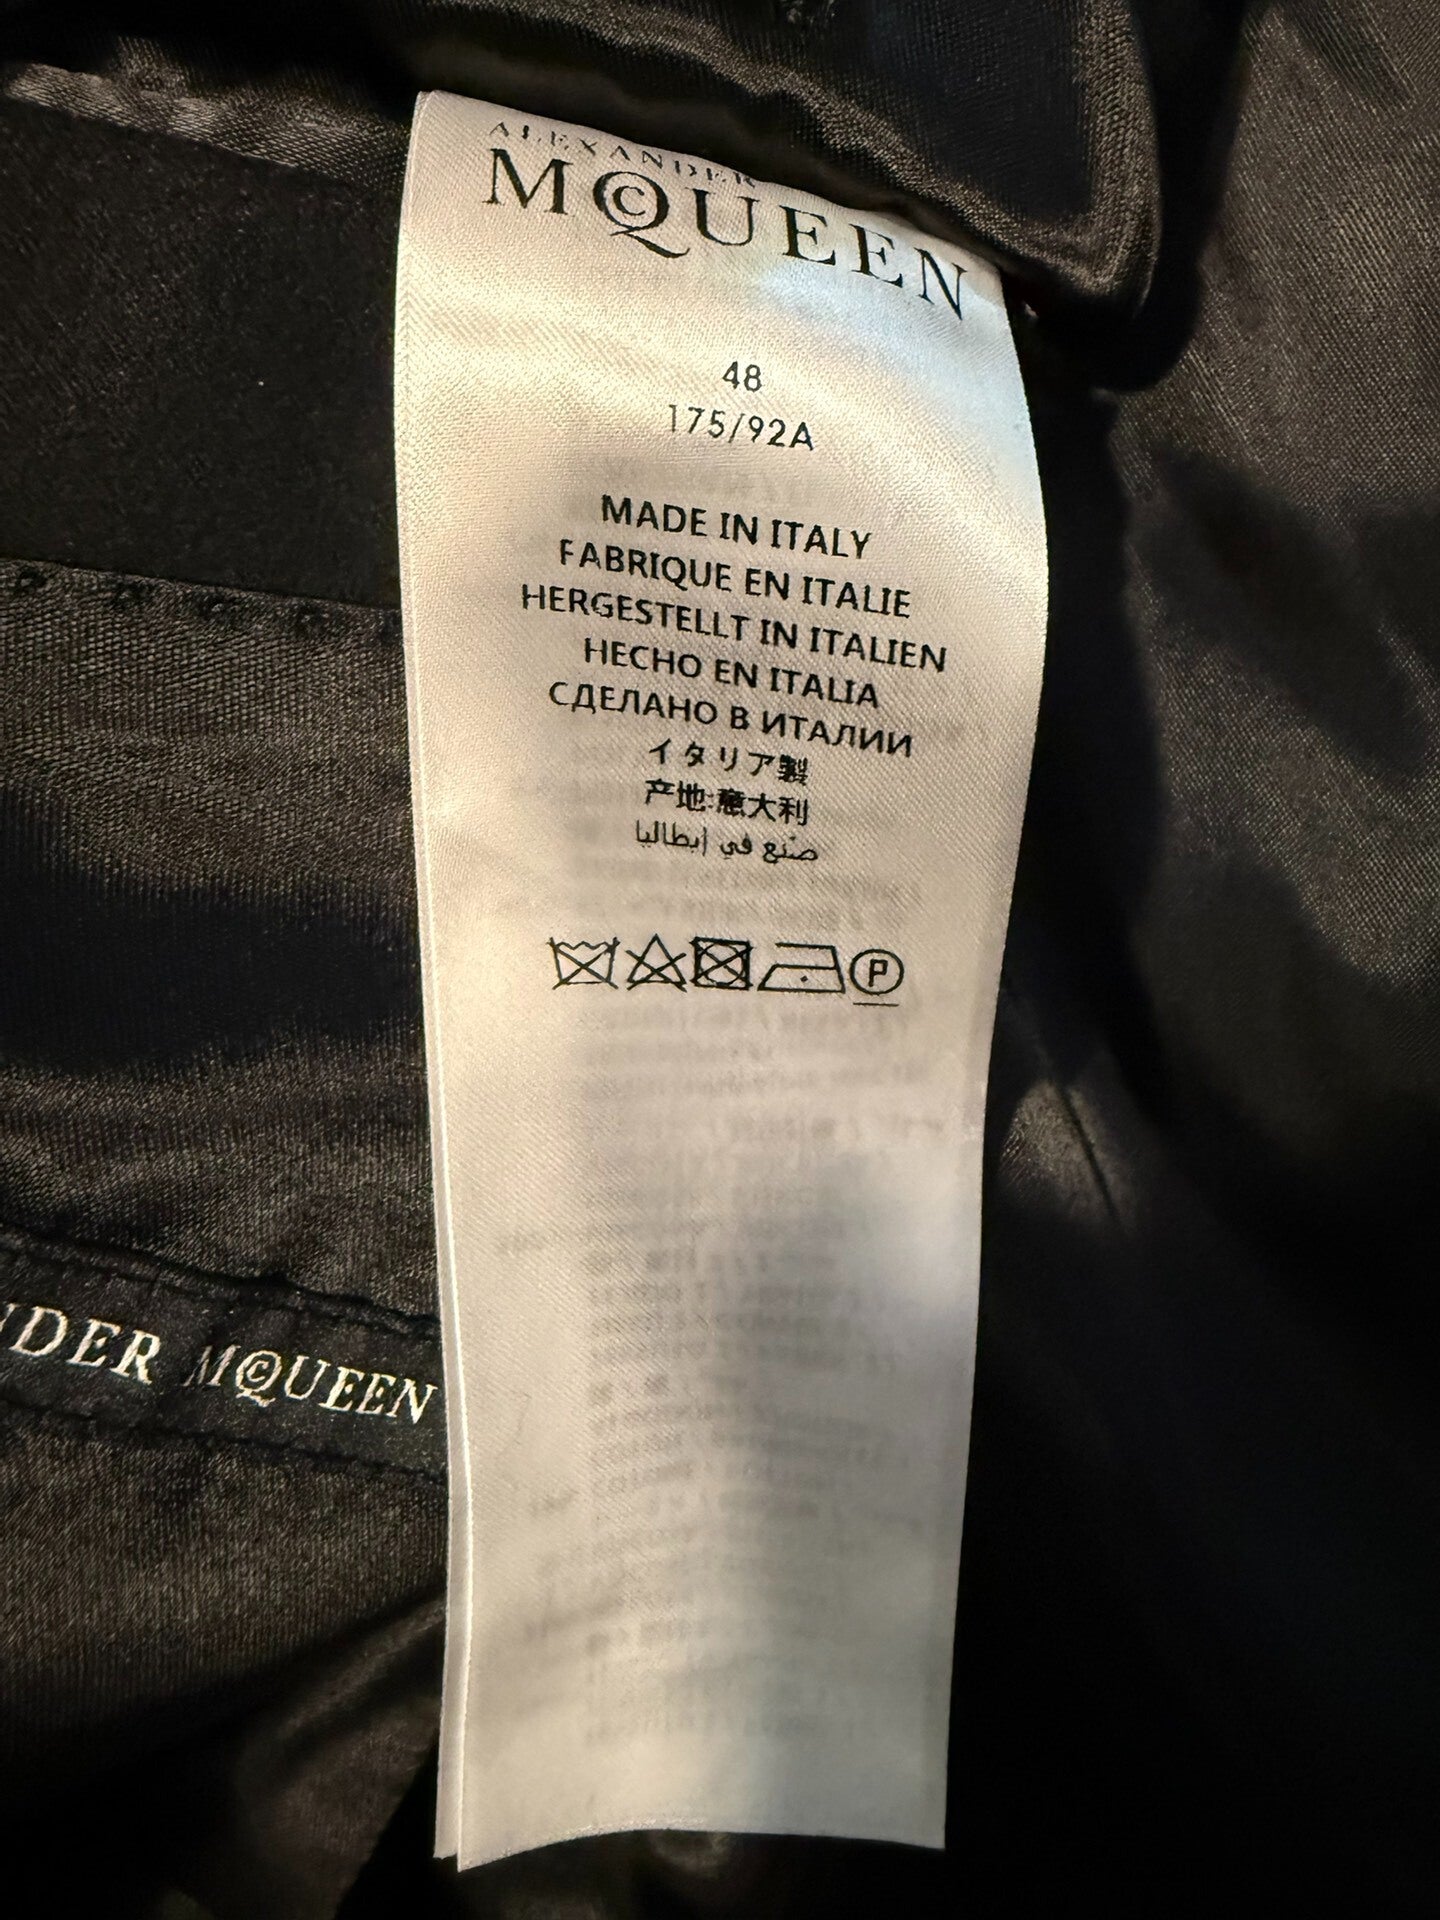 ALEXANDER
MCQUEEN
48
175/92A
MADE IN ITALY
FABRIQUE EN ITALIE
HERGESTELLT IN ITALIEN
HECHO EN ITALIA
СДЕЛАНО В ИТАЛИИ
イタリア製
产地:意大利
صنع في إيطاليا
P
NDER MCQUEEN